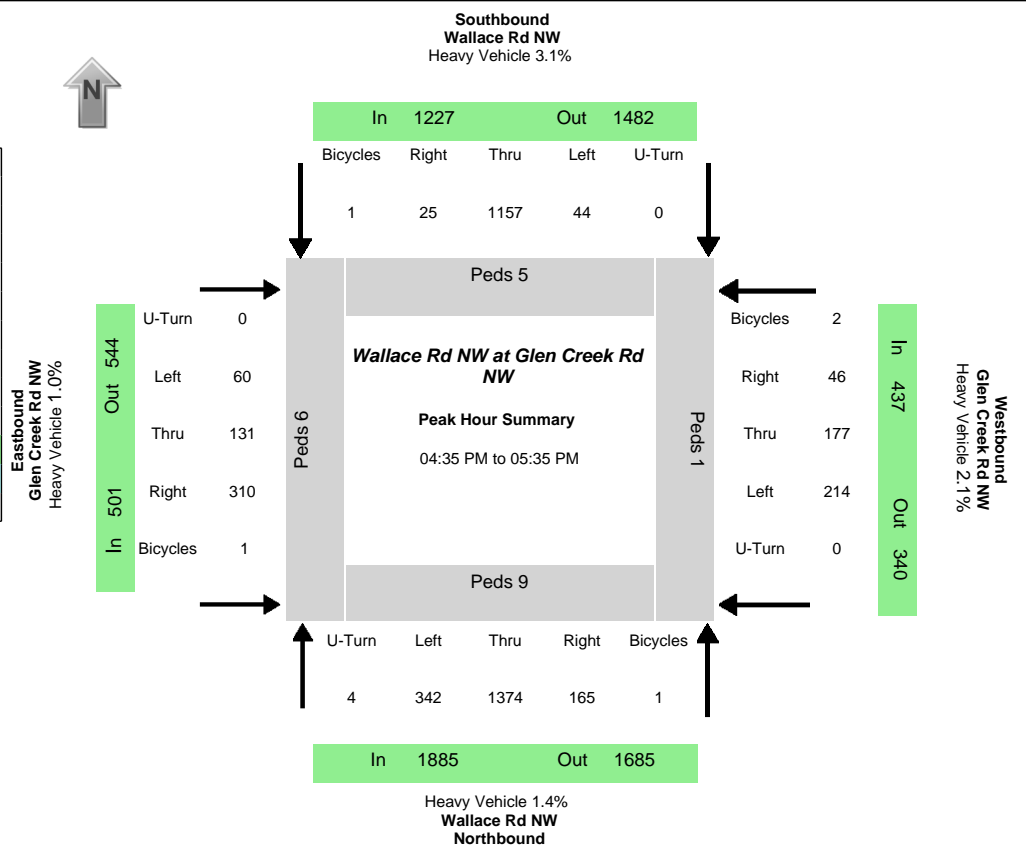 Southbound
Wallace Rd NW
Heavy Vehicle 3.1%
N
In 1227 Out 1482
Bicycles Right Thru Left U-Turn
1 25 1157 44 0
Peds 5
Eastbound
Glen Creek Rd NW
Heavy Vehicle 1.0%
In 501 Out 544
U-Turn 0
Left 60
Thru 131
Right 310
Bicycles 1
Peds 6
Wallace Rd NW at Glen Creek Rd
NW
Peak Hour Summary
04:35 PM to 05:35 PM
Peds 1
Bicycles 2
Right 46
Thru 177
Left 214
U-Turn 0
In 437 Out 340
Westbound
Glen Creek Rd NW
Heavy Vehicle 2.1%
Peds 9
U-Turn Left Thru Right Bicycles
4 342 1374 165 1
In 1885 Out 1685
Heavy Vehicle 1.4%
Wallace Rd NW
Northbound